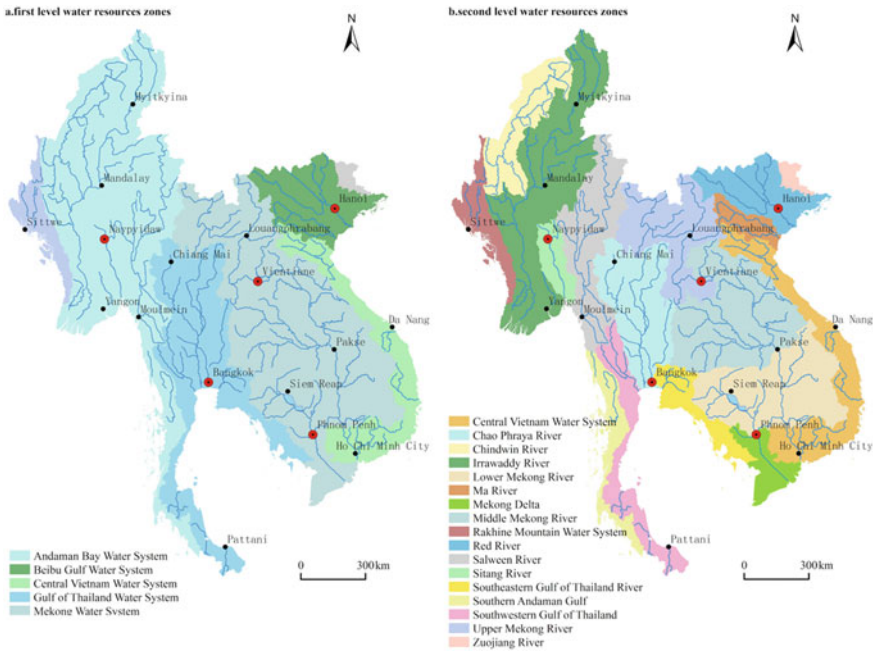 a.first level water resources zones
N
Myitkyina
Mandalay
Hanoi
Sittwe
Naypyidaw
Louangphrabang
Chiang Mai
Vientiane
Yangon
Moulmein
Da Nang
Pakse
Bangkok
Siem Reap
Pnnom Penh
Ho Chi Minh City
Pattani
Andaman Bay Water System
Beibu Gulf Water System
Central Vietnam Water System
Gulf of Thailand Water System
Mekong Water System
0 300km
b.second level water resources zones
N
Myitkyina
Mandalay
Hanoi
Sittwe
Naypyidaw
Louangphrabang
Chiang Mai
Vientiane
Yangon
Moulmein
Da Nang
Pakse
Bangkok
Siem Reap
Pnnom Penh
Ho Chi Minh City
Pattani
Central Vietnam Water System
Chao Phraya River
Chindwin River
Irrawaddy River
Lower Mekong River
Ma River
Mekong Delta
Middle Mekong River
Rakhine Mountain Water System
Red River
Salween River
Sitang River
Southeastern Gulf of Thailand River
Southern Andaman Gulf
Southwestern Gulf of Thailand
Upper Mekong River
Zuojiang River
0 300km